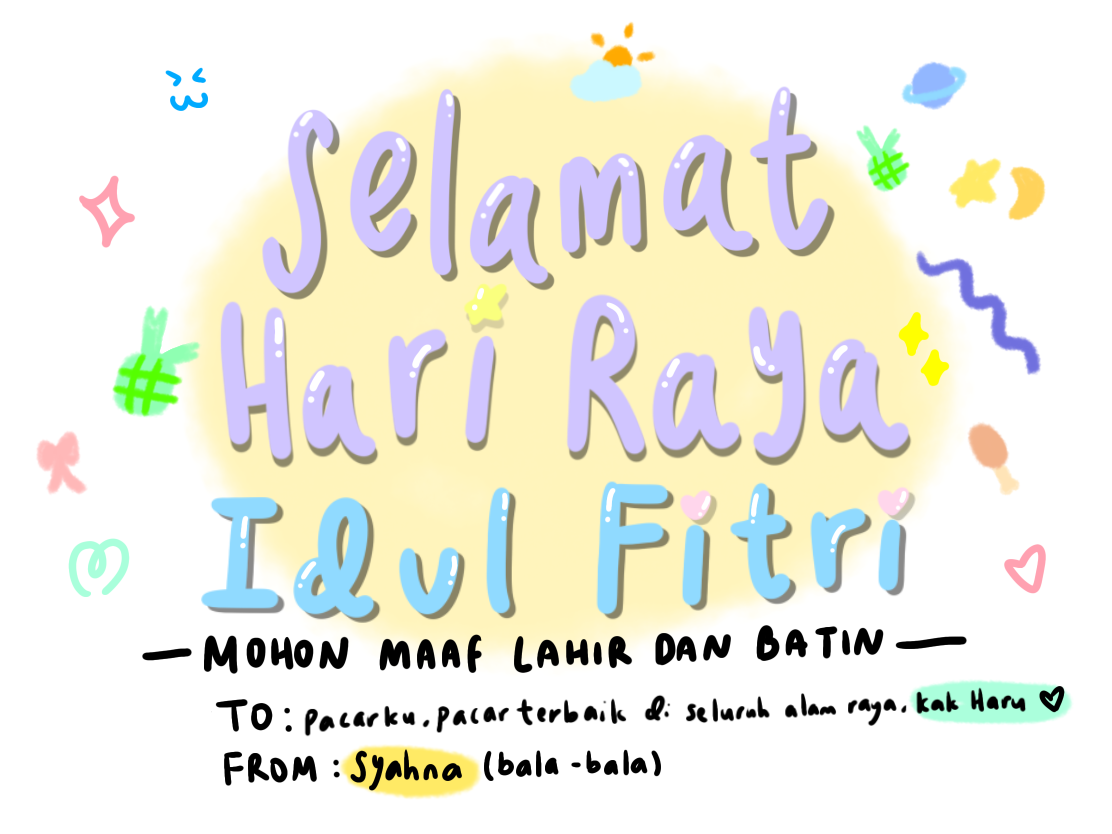 Selamat
Hari Raya
Idul Fitri
— MOHON MAAF LAHIR DAN BATIN —
TO : pacarku, pacar terbaik di seluruh alam raya, kak Haru ♡
FROM : Syahna (bala-bala)